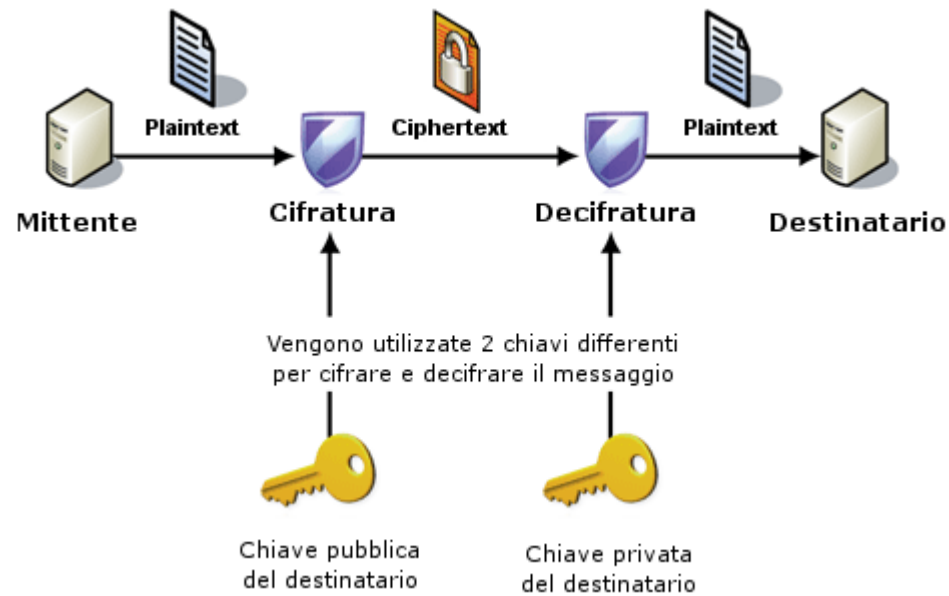 Plaintext
Ciphertext
Plaintext
Mittente
Cifratura
Decifratura
Destinatario
Vengono utilizzate 2 chiavi differenti
per cifrare e decifrare il messaggio
Chiave pubblica
del destinatario
Chiave privata
del destinatario